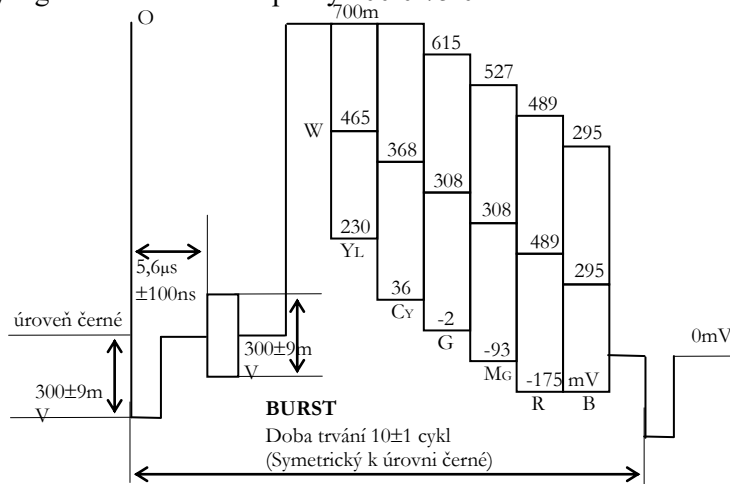 O
700m
615
527
489
295
W
465
368
308
308
489
295
230
YL
36
CY
-2
G
-93
MG
-175 mV
R
B
5,6µs
±100ns
úroveň černé
300±9m
V
300±9m
V
0mV
BURST
Doba trvání 10±1 cykl
(Symetrický k úrovni černé)